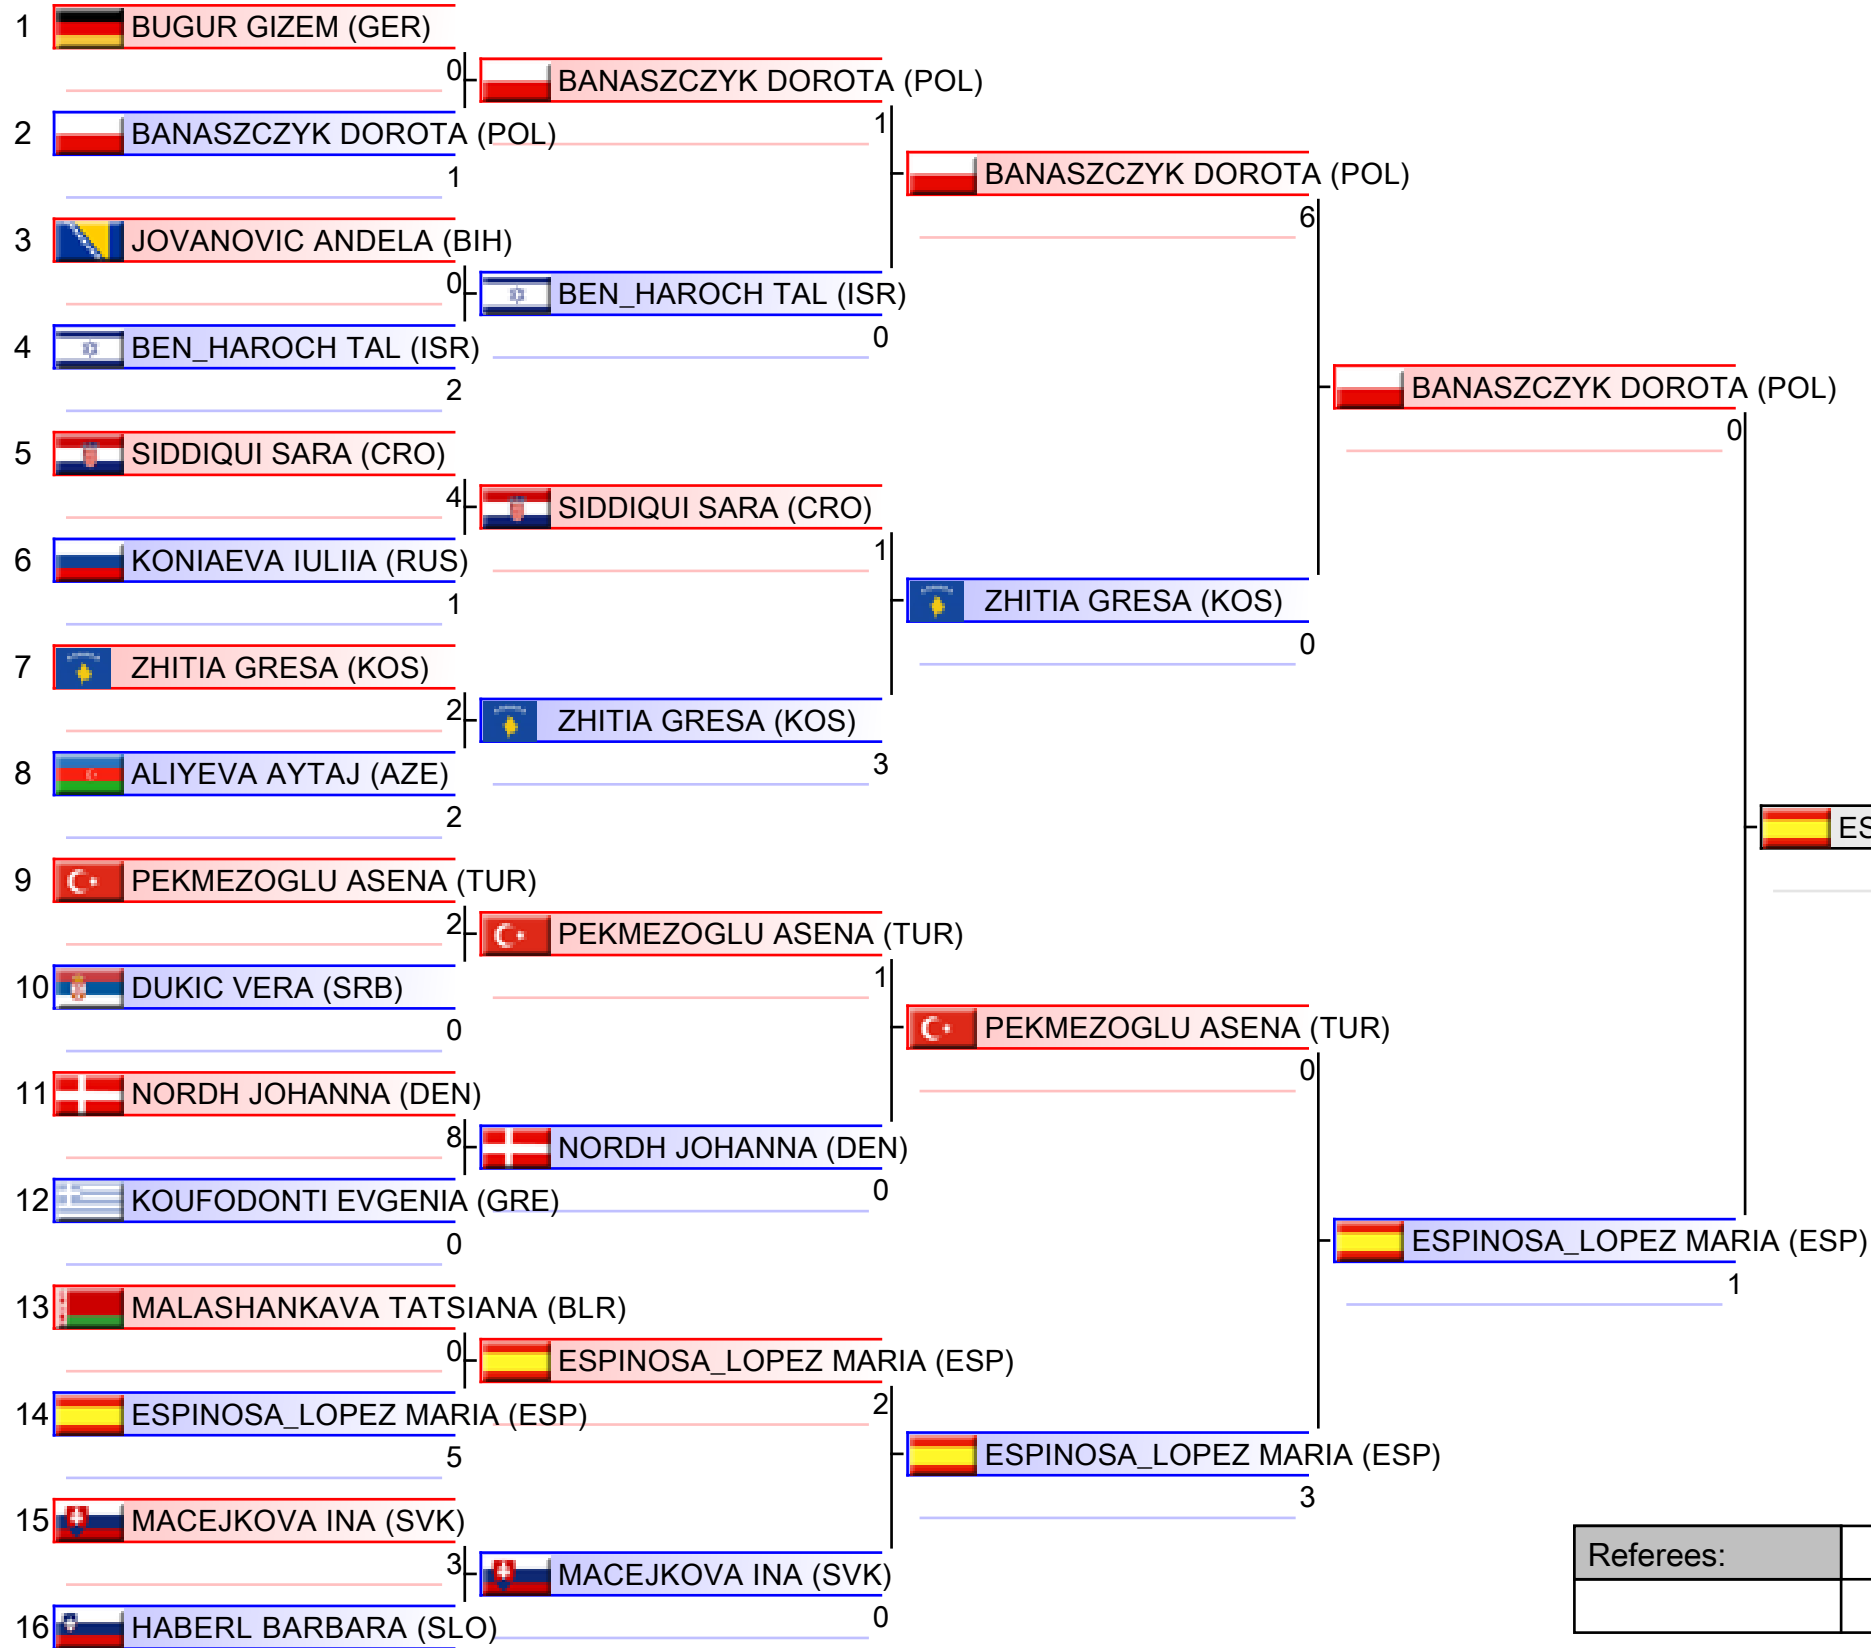 1 BUGUR GIZEM (GER)
0
BANASZCZYK DOROTA (POL)
1
2 BANASZCZYK DOROTA (POL)
1
BANASZCZYK DOROTA (POL)
6
3 JOVANOVIC ANDELA (BIH)
0
BEN_HAROCH TAL (ISR)
0
4 BEN_HAROCH TAL (ISR)
2
BANASZCZYK DOROTA (POL)
0
5 SIDDIQUI SARA (CRO)
4
SIDDIQUI SARA (CRO)
1
6 KONIAEVA IULIIA (RUS)
1
ZHITIA GRESA (KOS)
0
7 ZHITIA GRESA (KOS)
2
ZHITIA GRESA (KOS)
3
8 ALIYEVA AYTAJ (AZE)
2
ES
9 PEKMEZOGLU ASENA (TUR)
2
PEKMEZOGLU ASENA (TUR)
1
10 DUKIC VERA (SRB)
0
PEKMEZOGLU ASENA (TUR)
0
11 NORDH JOHANNA (DEN)
8
NORDH JOHANNA (DEN)
0
12 KOUFODONTI EVGENIA (GRE)
0
ESPINOSA_LOPEZ MARIA (ESP)
1
13 MALASHANKAVA TATSIANA (BLR)
0
ESPINOSA_LOPEZ MARIA (ESP)
2
14 ESPINOSA_LOPEZ MARIA (ESP)
5
ESPINOSA_LOPEZ MARIA (ESP)
3
15 MACEJKOVA INA (SVK)
3
MACEJKOVA INA (SVK)
0
16 HABERL BARBARA (SLO)
Referees: